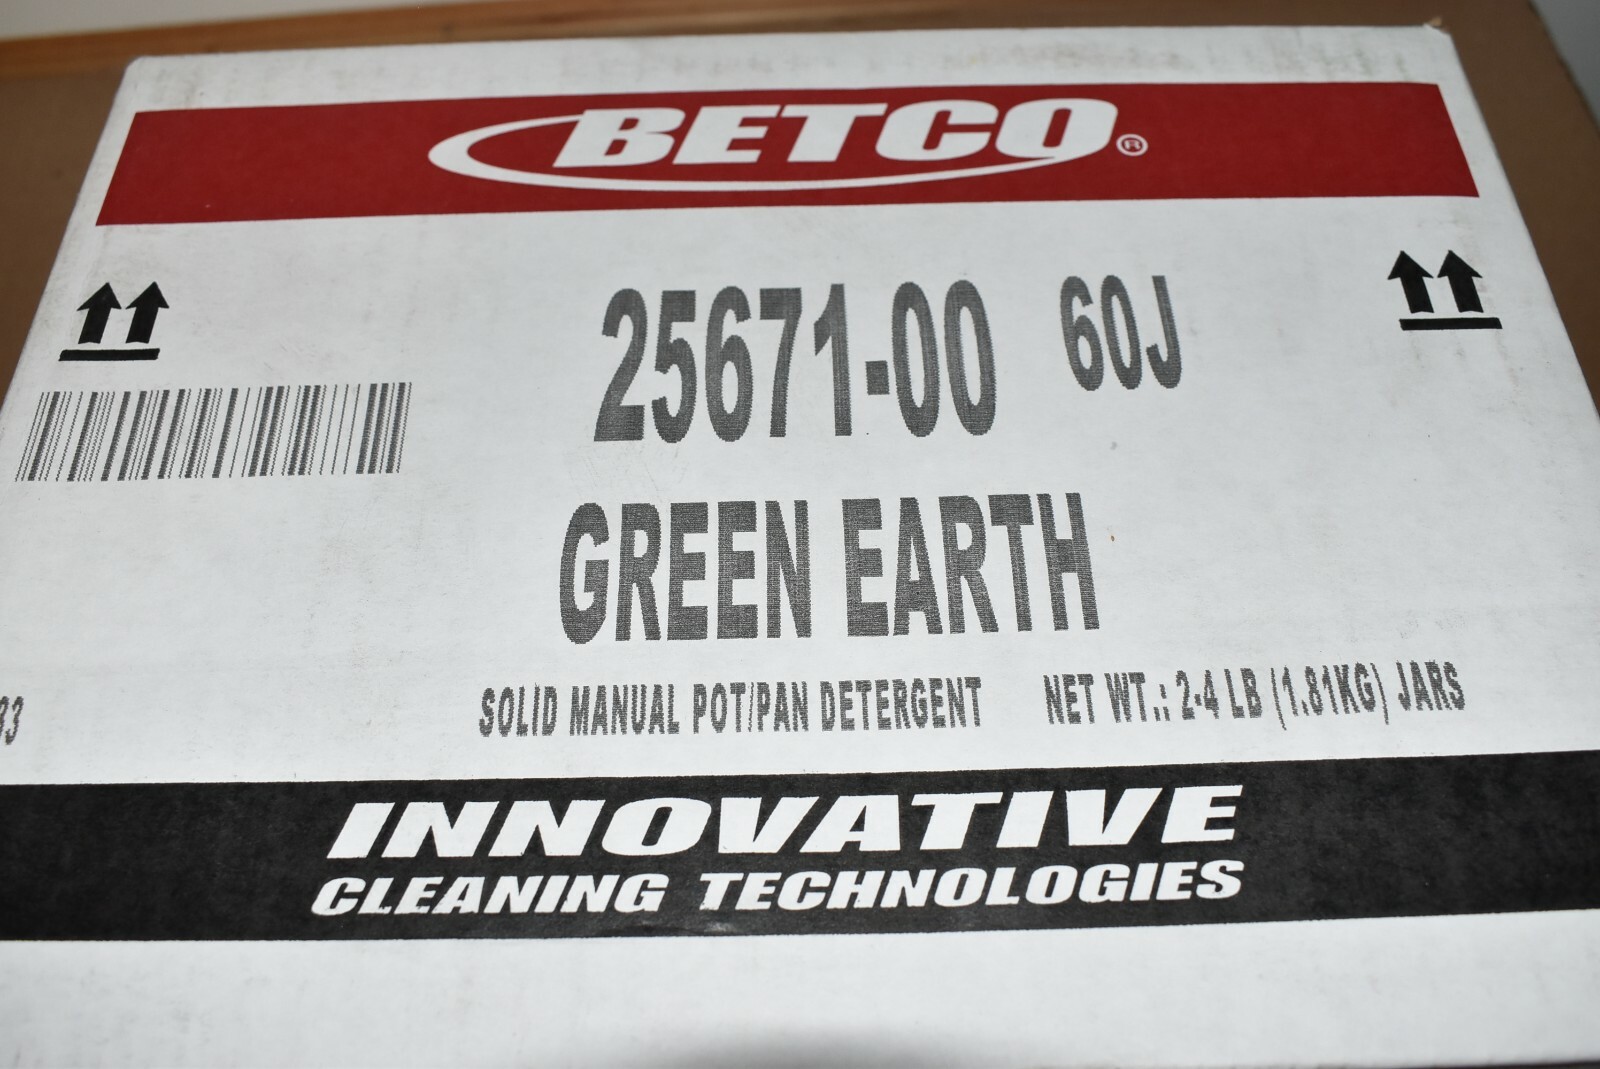 BETCO®
25671-00 60J
GREEN EARTH
33
SOLID MANUAL POT/PAN DETERGENT NET WT.: 2-4 LB (1.81KG) JARS
INNOVATIVE
CLEANING TECHNOLOGIES